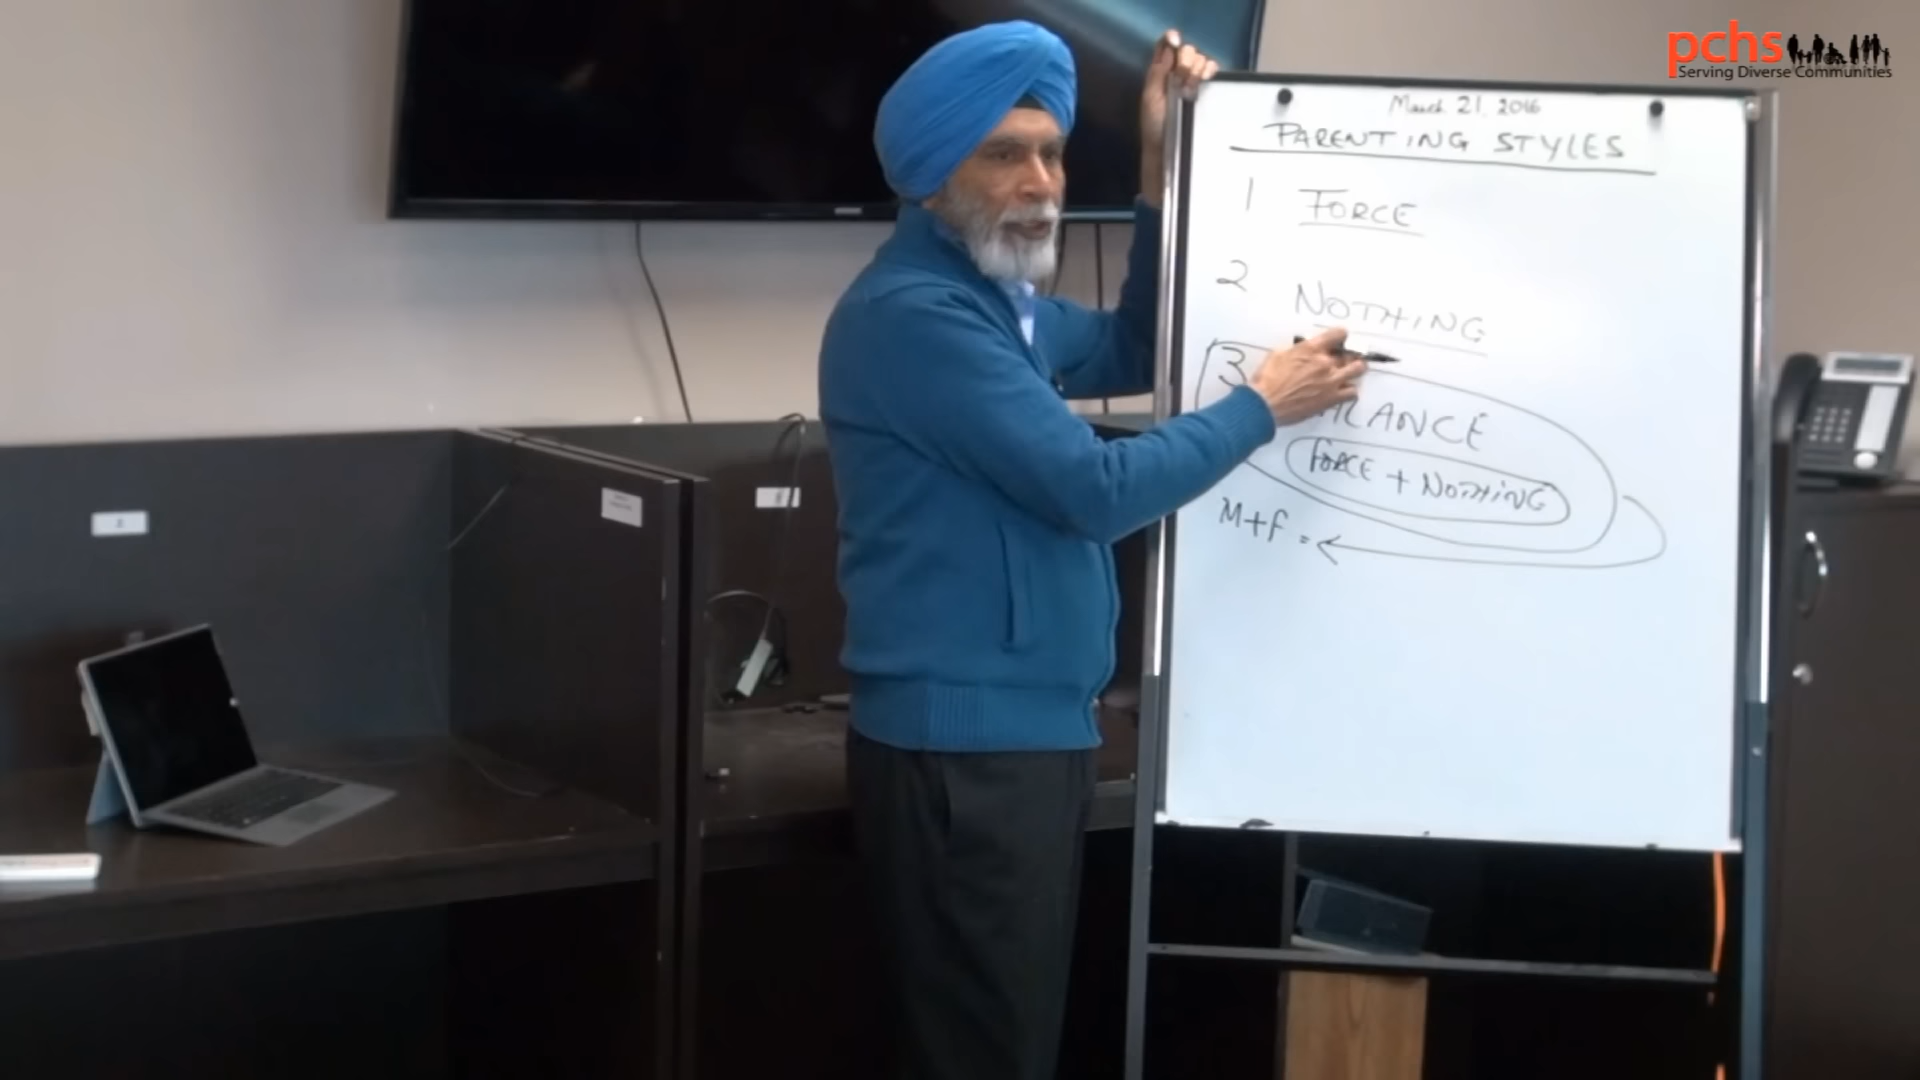 pchs
Serving Diverse Communities
March 21, 2016
PARENTING STYLES
1 FORCE
2 NOTHING
3
FORCE + NOTHING
M+F =